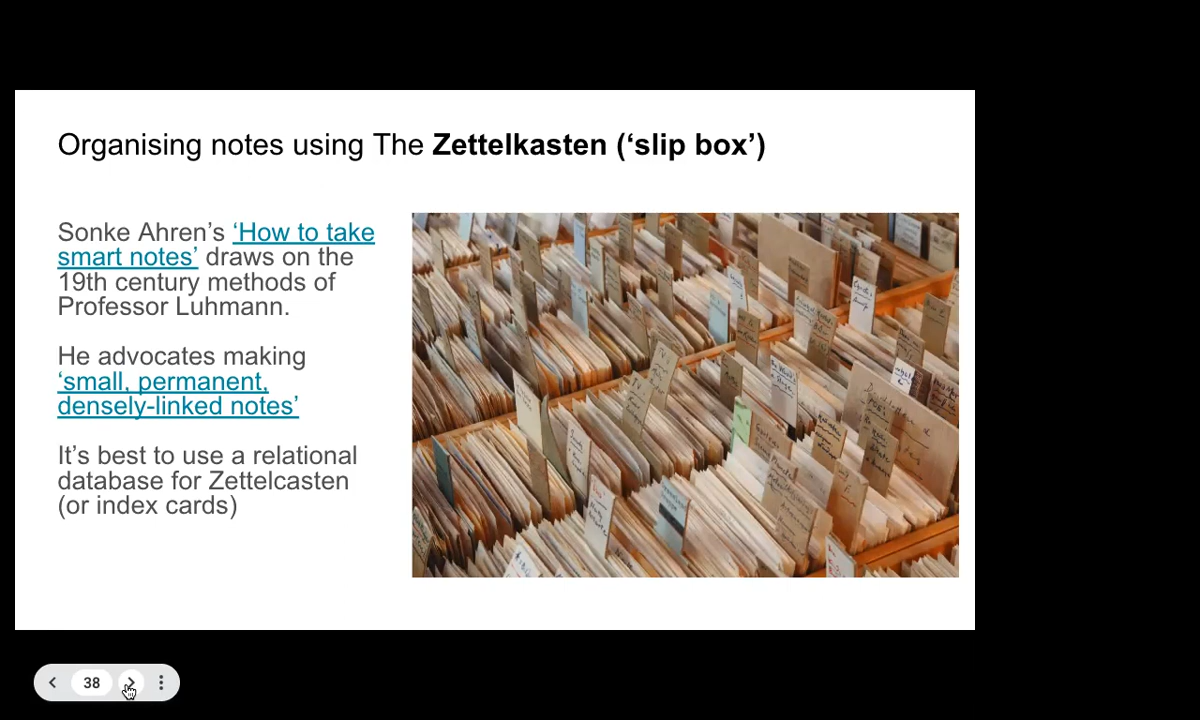 Organising notes using The Zettelkasten (‘slip box’)
Sonke Ahren’s ‘How to take
smart notes’ draws on the
19th century methods of
Professor Luhmann.
He advocates making
‘small, permanent,
densely-linked notes’
It’s best to use a relational
database for Zettelcasten
(or index cards)
38